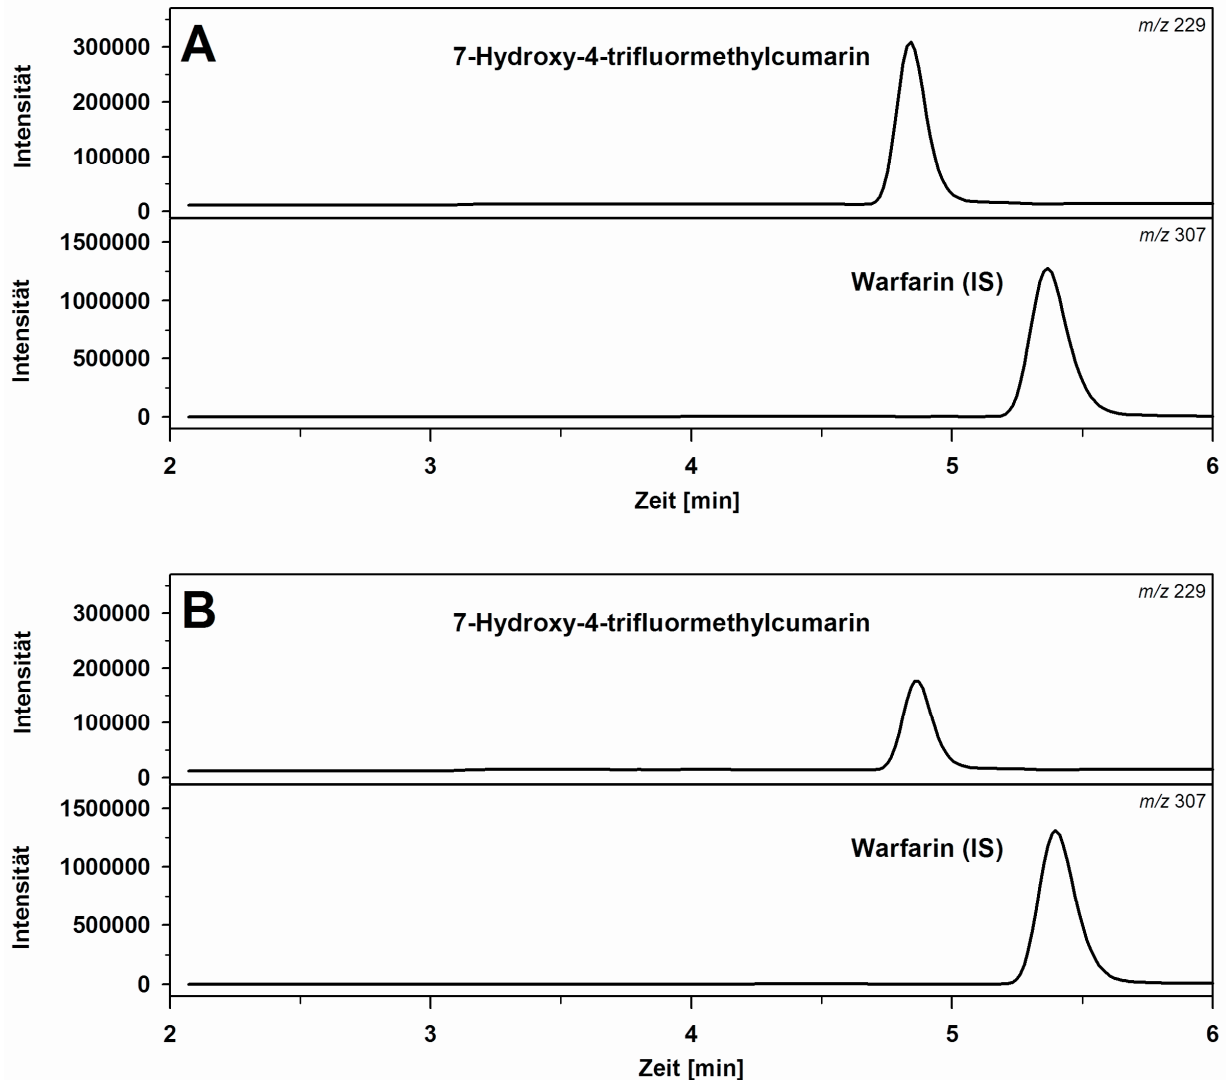 A
m/z 229
7-Hydroxy-4-trifluormethylcumarin
Intensität
300000
200000
100000
0
m/z 307
Warfarin (IS)
Intensität
1500000
1000000
500000
0
2 3 4 5 6
Zeit [min]
B
m/z 229
7-Hydroxy-4-trifluormethylcumarin
Intensität
300000
200000
100000
0
m/z 307
Warfarin (IS)
Intensität
1500000
1000000
500000
0
2 3 4 5 6
Zeit [min]